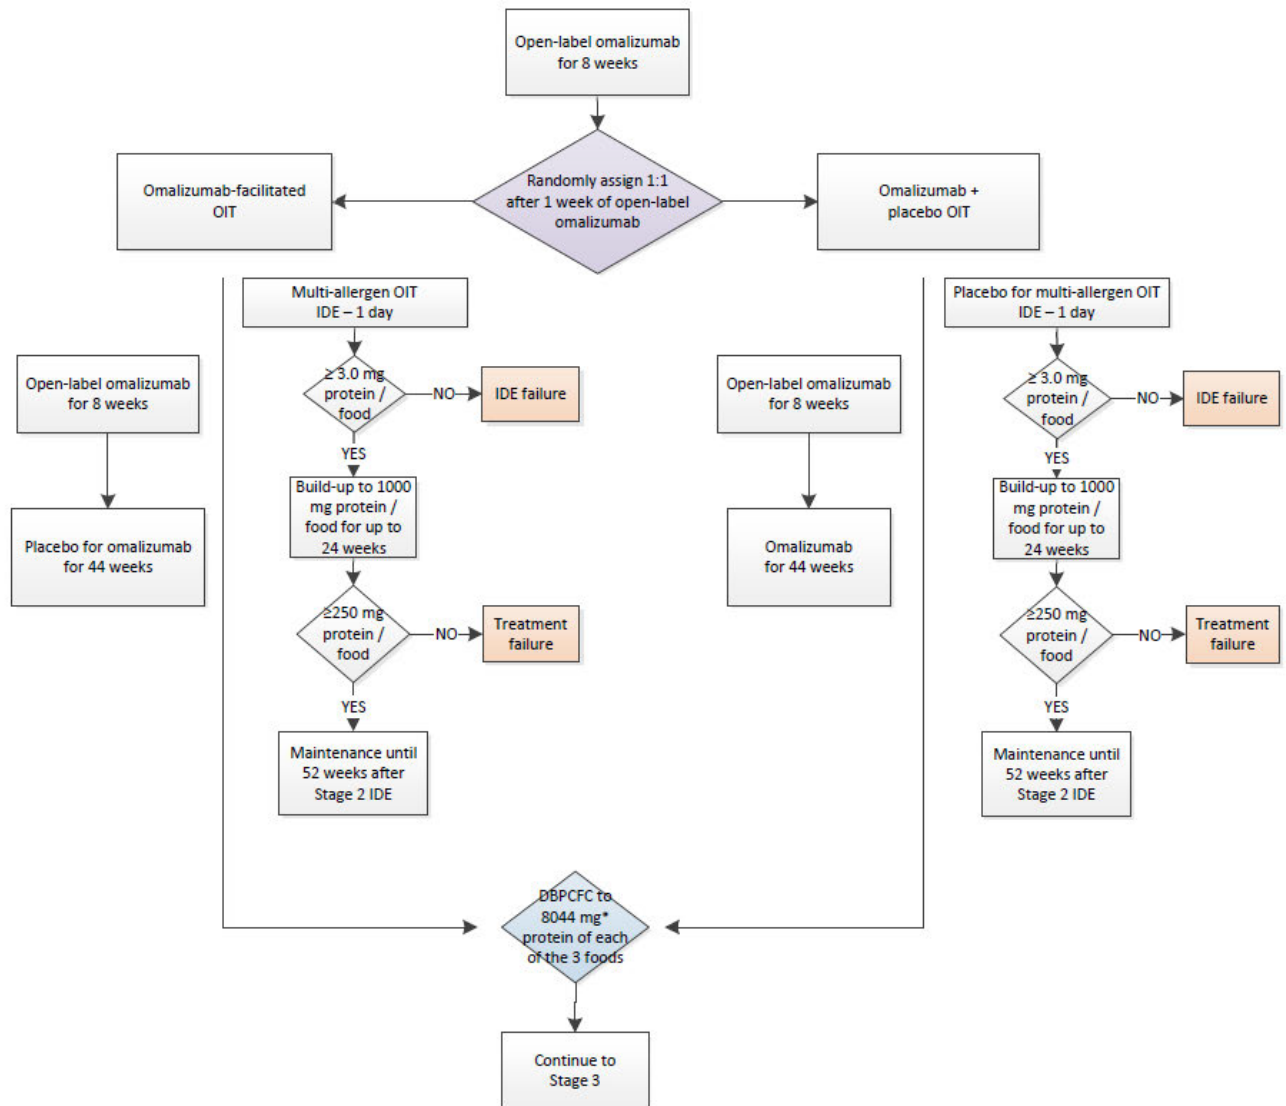 Open-label omalizumab
for 8 weeks
Randomly assign 1:1
after 1 week of open-label
omalizumab
Omalizumab-facilitated
OIT
Omalizumab +
placebo OIT
Open-label omalizumab
for 8 weeks
Placebo for omalizumab
for 44 weeks
Multi-allergen OIT
IDE – 1 day
≥ 3.0 mg
protein /
food
NO
IDE failure
YES
Build-up to 1000
mg protein /
food for up to
24 weeks
≥250 mg
protein /
food
NO
Treatment
failure
YES
Maintenance until
52 weeks after
Stage 2 IDE
Open-label omalizumab
for 8 weeks
Omalizumab
for 44 weeks
Placebo for multi-allergen OIT
IDE – 1 day
≥ 3.0 mg
protein /
food
NO
IDE failure
YES
Build-up to 1000
mg protein /
food for up to
24 weeks
≥250 mg
protein /
food
NO
Treatment
failure
YES
Maintenance until
52 weeks after
Stage 2 IDE
DBPCFC to
8044 mg*
protein of each
of the 3 foods
Continue to
Stage 3